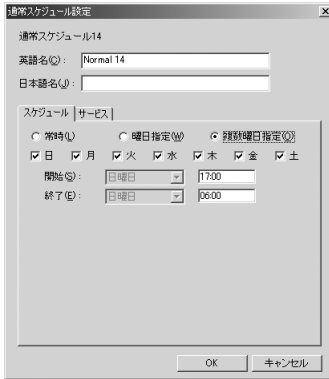 通常スケジュール設定
通常スケジュール14
英語名(C): Normal 14
日本語名(J):
スケジュール サービス
常時(L) 曜日指定(W) 複数曜日指定(O)
日 月 火 水 木 金 土
開始(S): 日曜日 17:00
終了(E): 日曜日 06:00
OK キャンセル